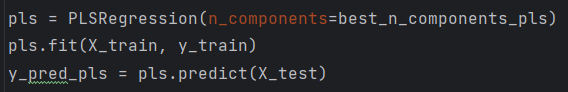 pls = PLSRegression(n_components=best_n_components_pls)
pls.fit(X_train, y_train)
y_pred_pls = pls.predict(X_test)